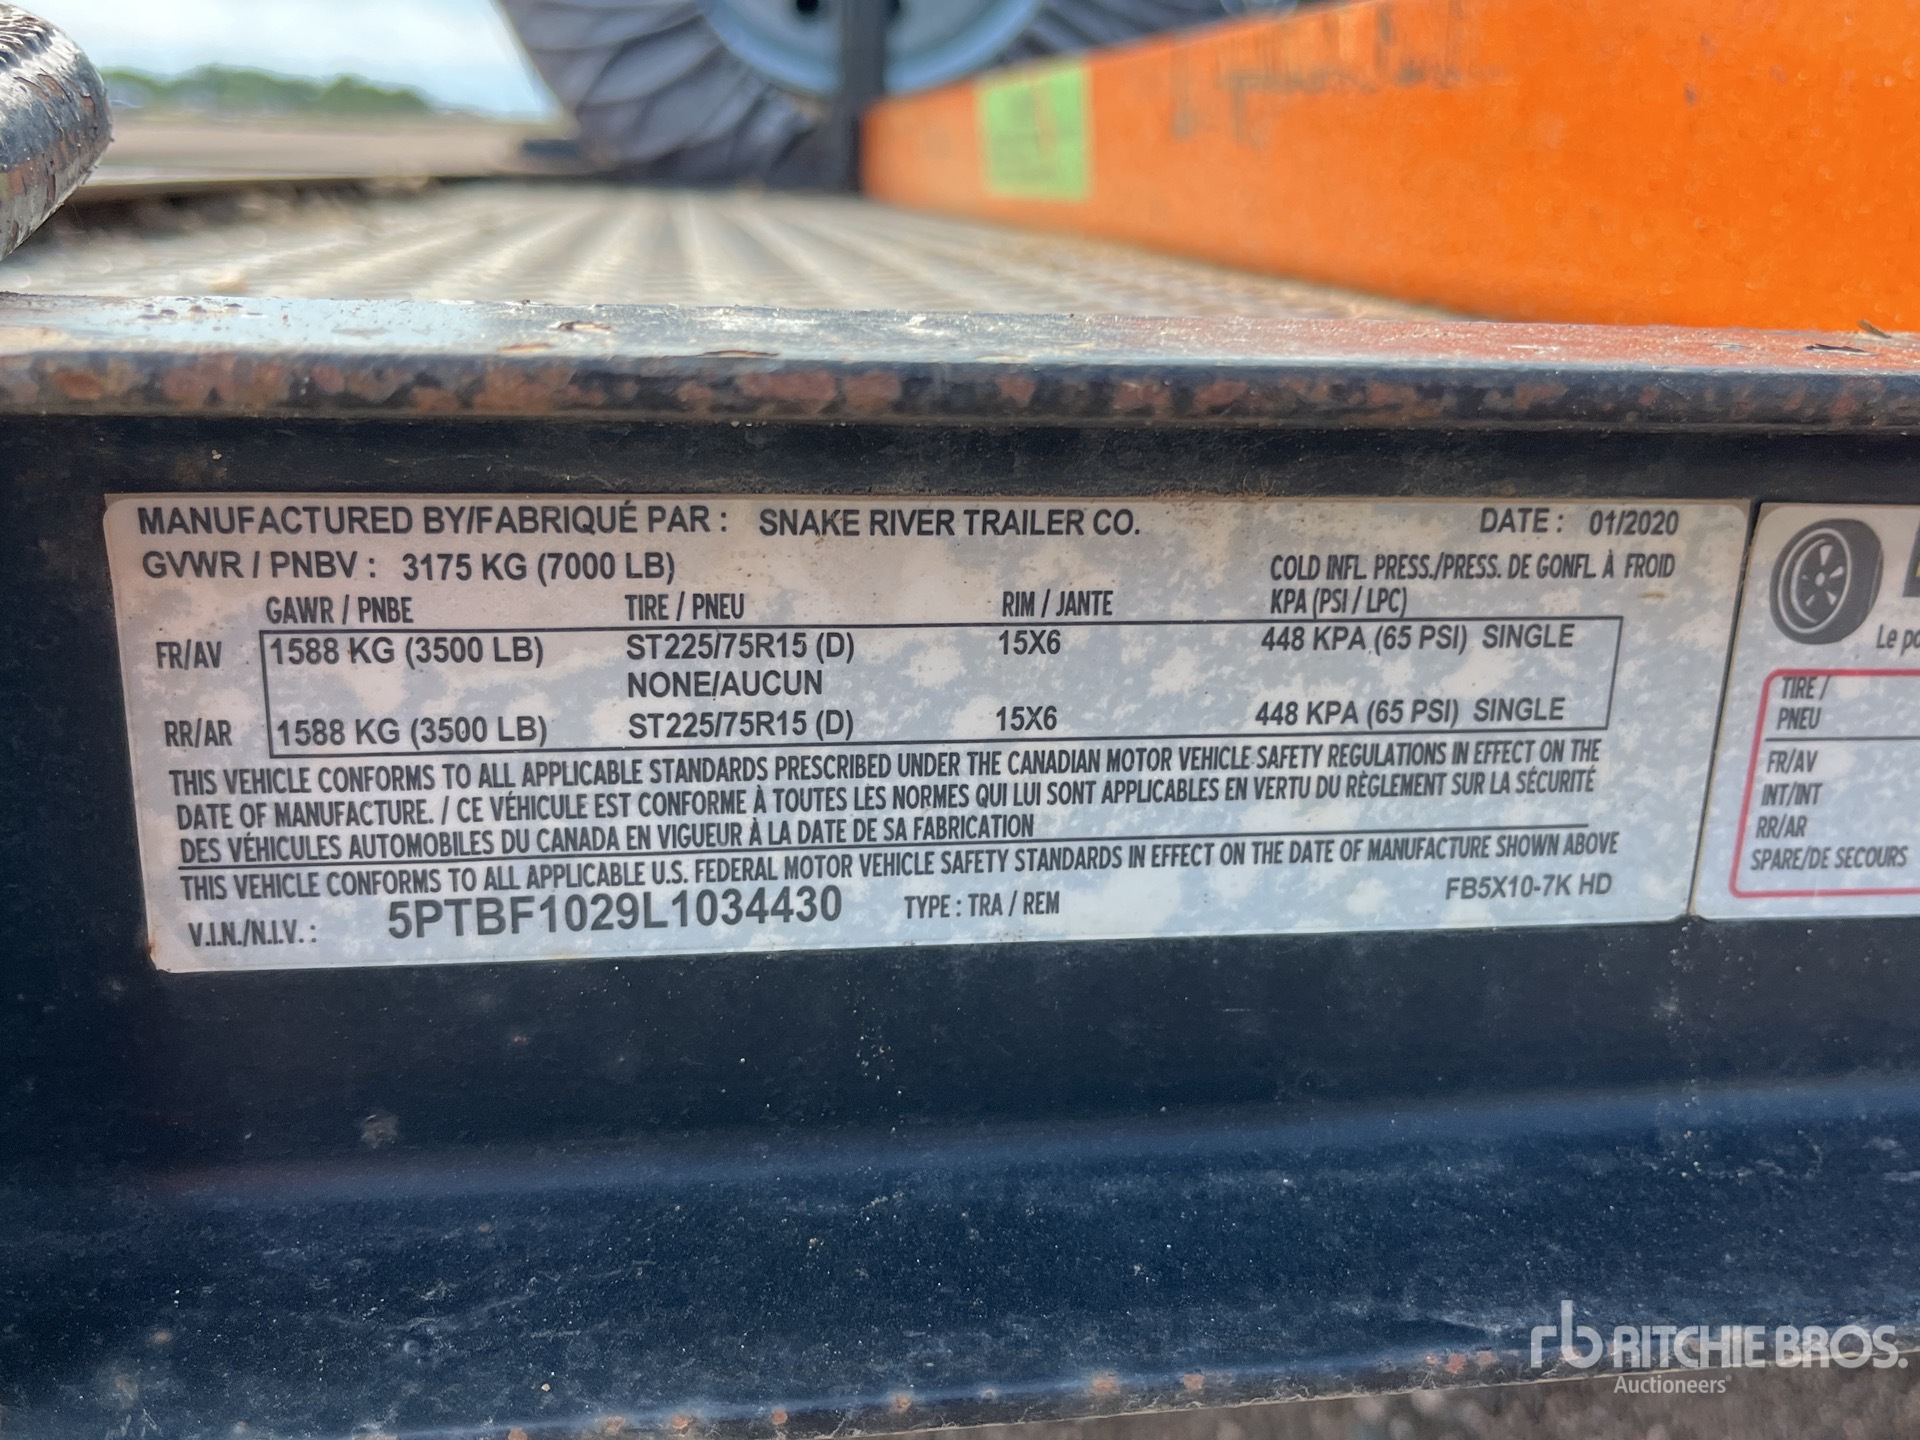 MANUFACTURED BY/FABRIQUÉ PAR : SNAKE RIVER TRAILER CO. DATE : 01/2020
GVWR / PNBV : 3175 KG (7000 LB) COLD INFL. PRESS./PRESS. DE GONFL. À FROID
GAWR / PNBE TIRE / PNEU RIM / JANTE KPA (PSI / LPC)
FR/AV 1588 KG (3500 LB) ST225/75R15 (D) 15X6 448 KPA (65 PSI) SINGLE
NONE/AUCUN
RR/AR 1588 KG (3500 LB) ST225/75R15 (D) 15X6 448 KPA (65 PSI) SINGLE
THIS VEHICLE CONFORMS TO ALL APPLICABLE STANDARDS PRESCRIBED UNDER THE CANADIAN MOTOR VEHICLE SAFETY REGULATIONS IN EFFECT ON THE
DATE OF MANUFACTURE. / CE VÉHICULE EST CONFORME À TOUTES LES NORMES QUI LUI SONT APPLICABLES EN VERTU DU RÈGLEMENT SUR LA SÉCURITÉ
DES VÉHICULES AUTOMOBILES DU CANADA EN VIGUEUR À LA DATE DE SA FABRICATION
THIS VEHICLE CONFORMS TO ALL APPLICABLE U.S. FEDERAL MOTOR VEHICLE SAFETY STANDARDS IN EFFECT ON THE DATE OF MANUFACTURE SHOWN ABOVE
V.I.N./N.I.V. : 5PTBF1029L1034430 TYPE : TRA / REM FB5X10-7K HD
Le
TIRE /
PNEU
FR/AV
INT/INT
RR/AR
SPARE/DE SECOURS
rb RITCHIE BROS.
Auctioneers